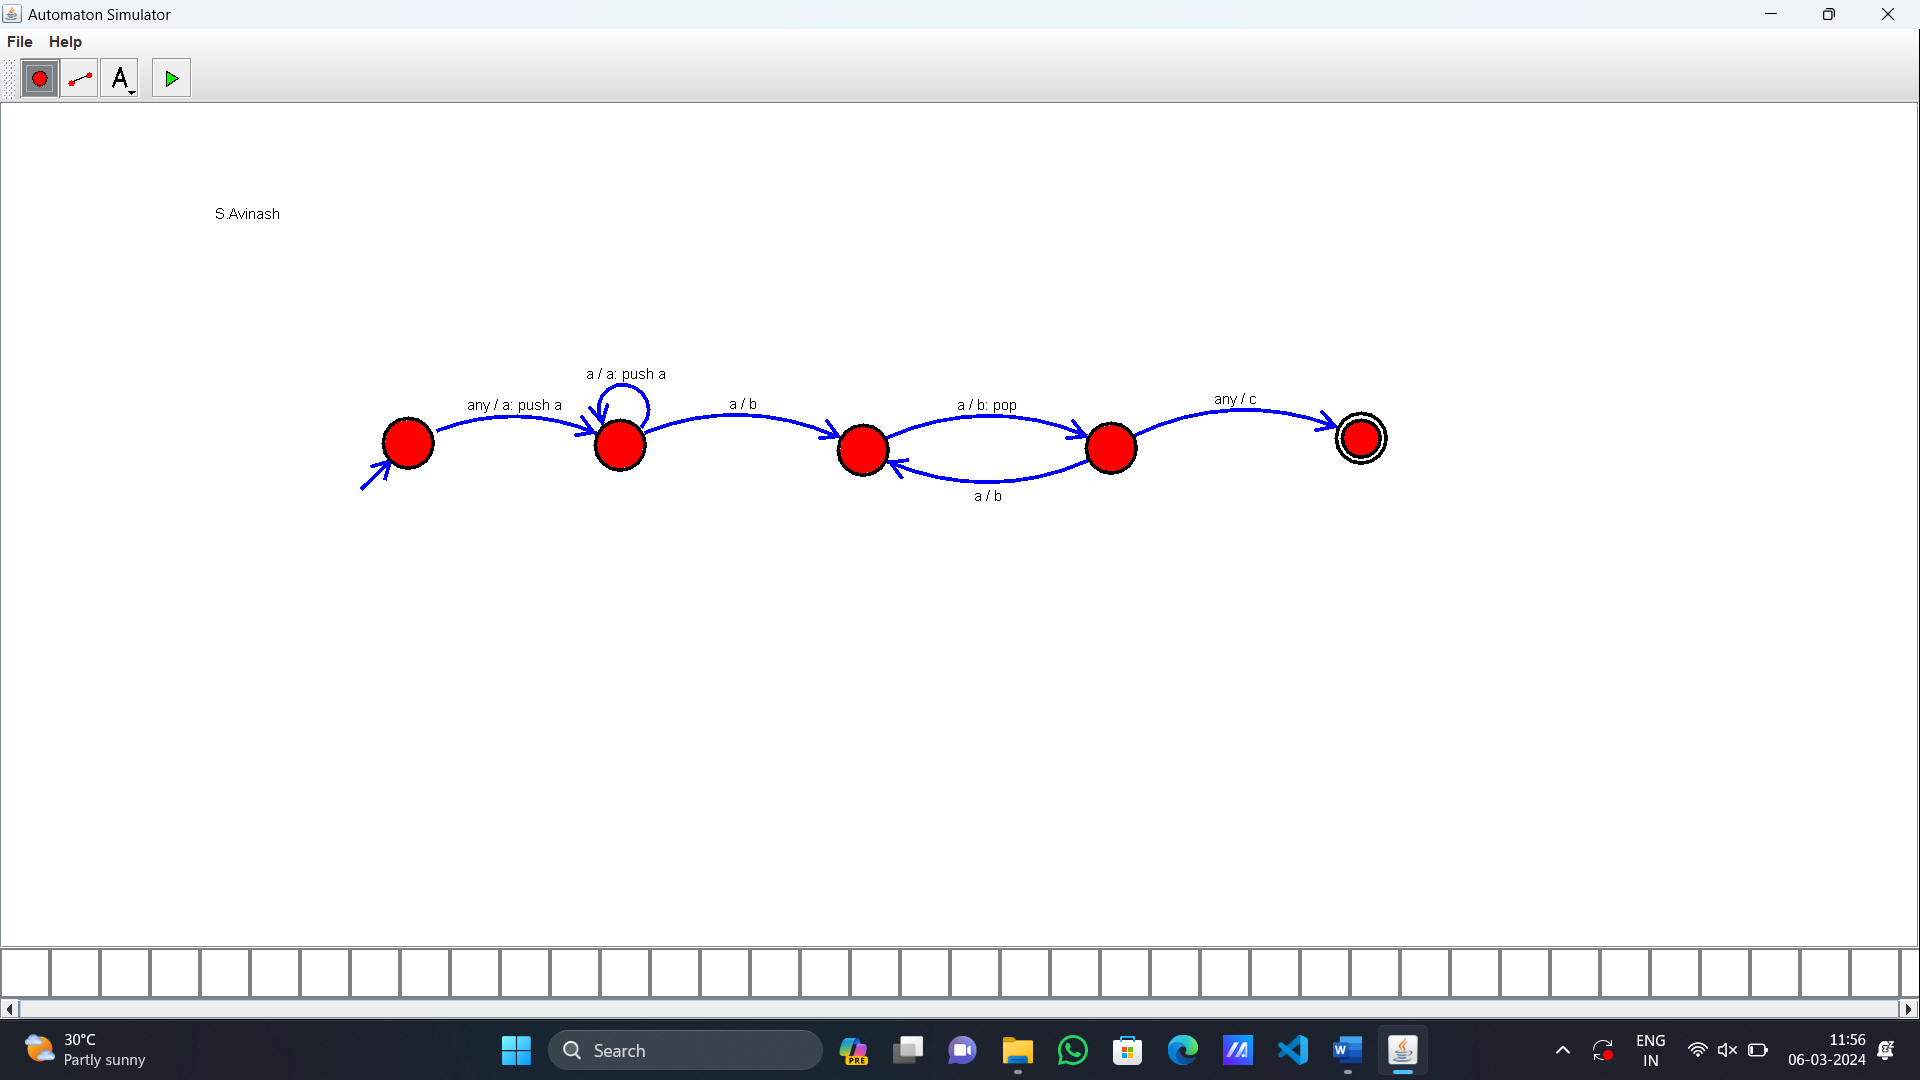 Automaton Simulator
File Help
A
S.Avinash
a / a: push a
any / a: push a
a / b
a / b: pop
any / c
a / b
30°C
Partly sunny
Search
PRE
ENG
IN
11:56
06-03-2024